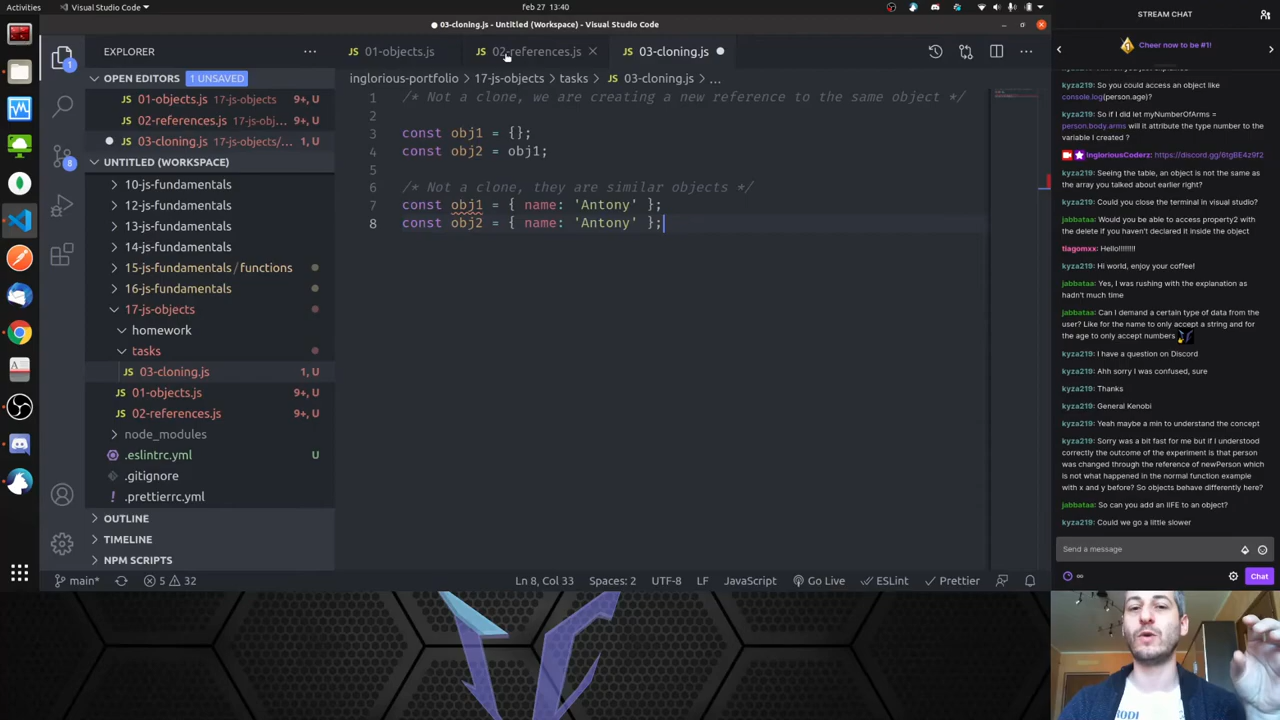 Activities
Visual Studio Code
feb 27 13:40
● 03-cloning.js - Untitled (Workspace) - Visual Studio Code
EXPLORER
OPEN EDITORS
1 UNSAVED
JS 01-objects.js 17-js-objects 9+, U
JS 02-references.js 17-js-obj... 9+, U
JS 03-cloning.js 17-js-objects/... 1, U
UNTITLED (WORKSPACE)
10-js-fundamentals
12-js-fundamentals
13-js-fundamentals
14-js-fundamentals
15-js-fundamentals / functions
16-js-fundamentals
17-js-objects
homework
tasks
JS 03-cloning.js 1, U
JS 01-objects.js 9+, U
JS 02-references.js 9+, U
node_modules
.eslintrc.yml U
.gitignore
.prettierrc.yml
OUTLINE
TIMELINE
NPM SCRIPTS
1
8
JS 01-objects.js
JS 02-references.js
JS 03-cloning.js
inglorious-portfolio > 17-js-objects > tasks > JS 03-cloning.js > ...
1 /* Not a clone, we are creating a new reference to the same object */
2
3 const obj1 = {};
4 const obj2 = obj1;
5
6 /* Not a clone, they are similar objects */
7 const obj1 = { name: 'Antony' };
8 const obj2 = { name: 'Antony' };
main*
5 32
Ln 8, Col 33
Spaces: 2
UTF-8
LF
JavaScript
Go Live
ESLint
Prettier
STREAM CHAT
Cheer now to be #1!
kyza219: So you could access an object like
console.log(person.age)?
kyza219: So if I did let myNumberOfArms =
person.body.arms will it attribute the type number to the
variable I created ?
IngloriousCoderz: https://discord.gg/6tgBE4z9f2
kyza219: Seeing the table, an object is not the same as
the array you talked about earlier right?
kyza219: Could you close the terminal in visual studio?
jabbataa: Would you be able to access property2 with
the delete if you haven't declared it inside the object
tiagomxx: Hello!!!!!!!!
kyza219: Hi world, enjoy your coffee!
jabbataa: Yes, I was rushing with the explanation as
hadn't much time
jabbataa: Can I demand a certain type of data from the
user? Like for the name to only accept a string and for
the age to only accept numbers
kyza219: I have a question on Discord
kyza219: Ahh sorry I was confused, sure
kyza219: Thanks
kyza219: General Kenobi
kyza219: Yeah maybe a min to understand the concept
kyza219: Sorry was a bit fast for me but if I understood
correctly the outcome of the experiment is that person
was changed through the reference of newPerson which
is not what happened in the normal function example
with x and y before? So objects behave differently here?
jabbataa: So can you add an IIFE to an object?
kyza219: Could we go a little slower
Send a message
∞
Chat